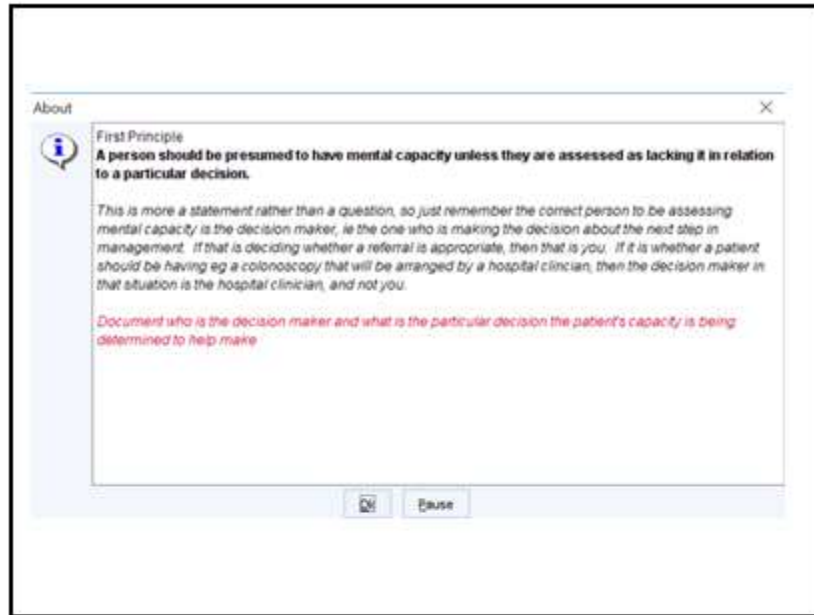 About
First Principle
A person should be presumed to have mental capacity unless they are assessed as lacking it in relation
to a particular decision.
This is more a statement rather than a question, so just remember the correct person to be assessing
mental capacity is the decision maker, ie the one who is making the decision about the next step in
management. If that is deciding whether a referral is appropriate, then that is you. If it is whether a patient
should be having eg a colonoscopy that will be arranged by a hospital clincian, then the decision maker in
that situation is the hospital clinician, and not you.
Document who is the decision maker and what is the particular decision the patient's capacity is being
determined to help make
Ok
Pause